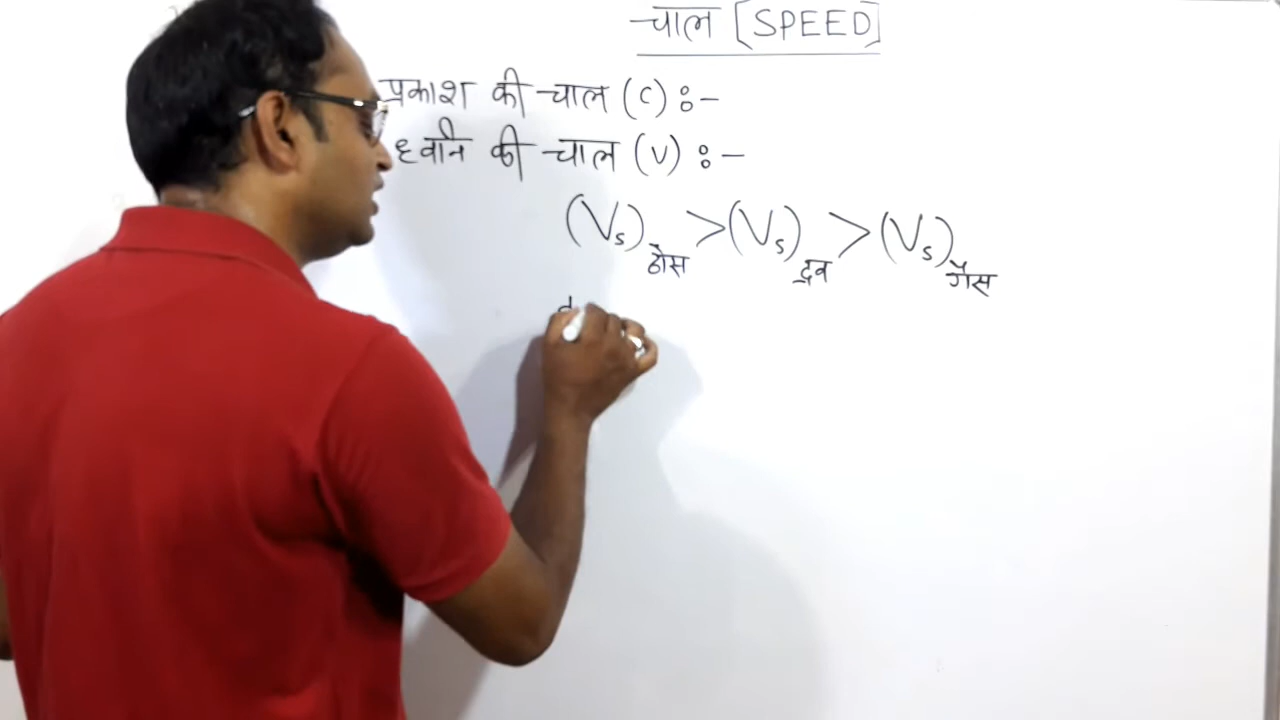 चाल [SPEED]
प्रकाश की चाल (c) :-
ध्वनि की चाल (v) :-
(Vs)ठोस > (Vs)द्रव > (Vs)गैस